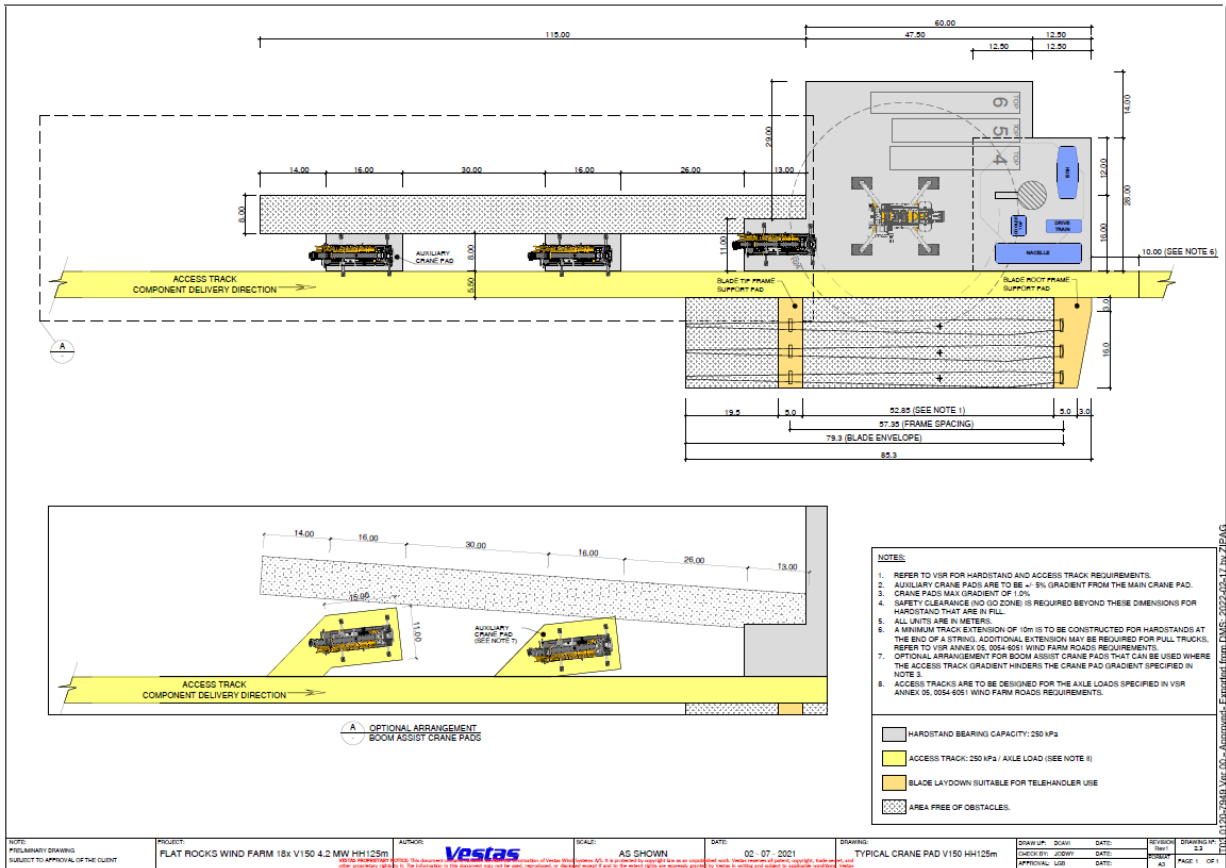 60.00
115.00
47.50
12.50
12.50
12.50
6
TOP
5
TOP
4
TOP
14.00
29.00
12.00
26.00
16.00
HUB
DRIVE
TRAIN
NACELLE
14.00
16.00
30.00
16.00
26.00
13.00
8.00
8.00
11.00
5.50
AUXILIARY
CRANE PAD
10.00 (SEE NOTE 6)
ACCESS TRACK
COMPONENT DELIVERY DIRECTION
BLADE TIP FRAME
SUPPORT PAD
BLADE ROOT FRAME
SUPPORT PAD
3.0
16.0
A
-
19.5
5.0
52.85 (SEE NOTE 1)
5.0
3.0
57.35 (FRAME SPACING)
79.3 (BLADE ENVELOPE)
85.3
14.00
16.00
30.00
16.00
26.00
13.00
15.00
11.00
AUXILIARY
CRANE PAD
(SEE NOTE 7)
ACCESS TRACK
COMPONENT DELIVERY DIRECTION
A
-
OPTIONAL ARRANGEMENT
BOOM ASSIST CRANE PADS
NOTES:
1. REFER TO VSR FOR HARDSTAND AND ACCESS TRACK REQUIREMENTS.
2. AUXILIARY CRANE PADS ARE TO BE +/- 5% GRADIENT FROM THE MAIN CRANE PAD.
3. CRANE PADS MAX GRADIENT OF 1.0%
4. SAFETY CLEARANCE (NO GO ZONE) IS REQUIRED BEYOND THESE DIMENSIONS FOR
HARDSTAND THAT ARE IN FILL.
5. ALL UNITS ARE IN METERS.
6. A MINIMUM TRACK EXTENSION OF 10m IS TO BE CONSTRUCTED FOR HARDSTANDS AT
THE END OF A STRING. ADDITIONAL EXTENSION MAY BE REQUIRED FOR PULL TRUCKS,
REFER TO VSR ANNEX 05, 0054-6051 WIND FARM ROADS REQUIREMENTS.
7. OPTIONAL ARRANGEMENT FOR BOOM ASSIST CRANE PADS THAT CAN BE USED WHERE
THE ACCESS TRACK GRADIENT HINDERS THE CRANE PAD GRADIENT SPECIFIED IN
NOTE 3.
8. ACCESS TRACKS ARE TO BE DESIGNED FOR THE AXLE LOADS SPECIFIED IN VSR
ANNEX 05, 0054-6051 WIND FARM ROADS REQUIREMENTS.
HARDSTAND BEARING CAPACITY: 250 kPa
ACCESS TRACK: 250 kPa / AXLE LOAD (SEE NOTE 8)
BLADE LAYDOWN SUITABLE FOR TELEHANDLER USE
AREA FREE OF OBSTACLES.
NOTE:
PRELIMINARY DRAWING
SUBJECT TO APPROVAL OF THE CLIENT
PROJECT:
FLAT ROCKS WIND FARM 18x V150 4.2 MW HH125m
AUTHOR:
Vestas
SCALE:
AS SHOWN
DATE:
02 - 07 - 2021
DRAWING:
TYPICAL CRANE PAD V150 HH125m
DRAW UP: DCAVI DATE:
CHECK BY: JODWY DATE:
APPROVAL: LGB DATE:
REVISION
Rev1
FORMAT
A3
DRAWING Nº:
2.3
PAGE 1 OF 1